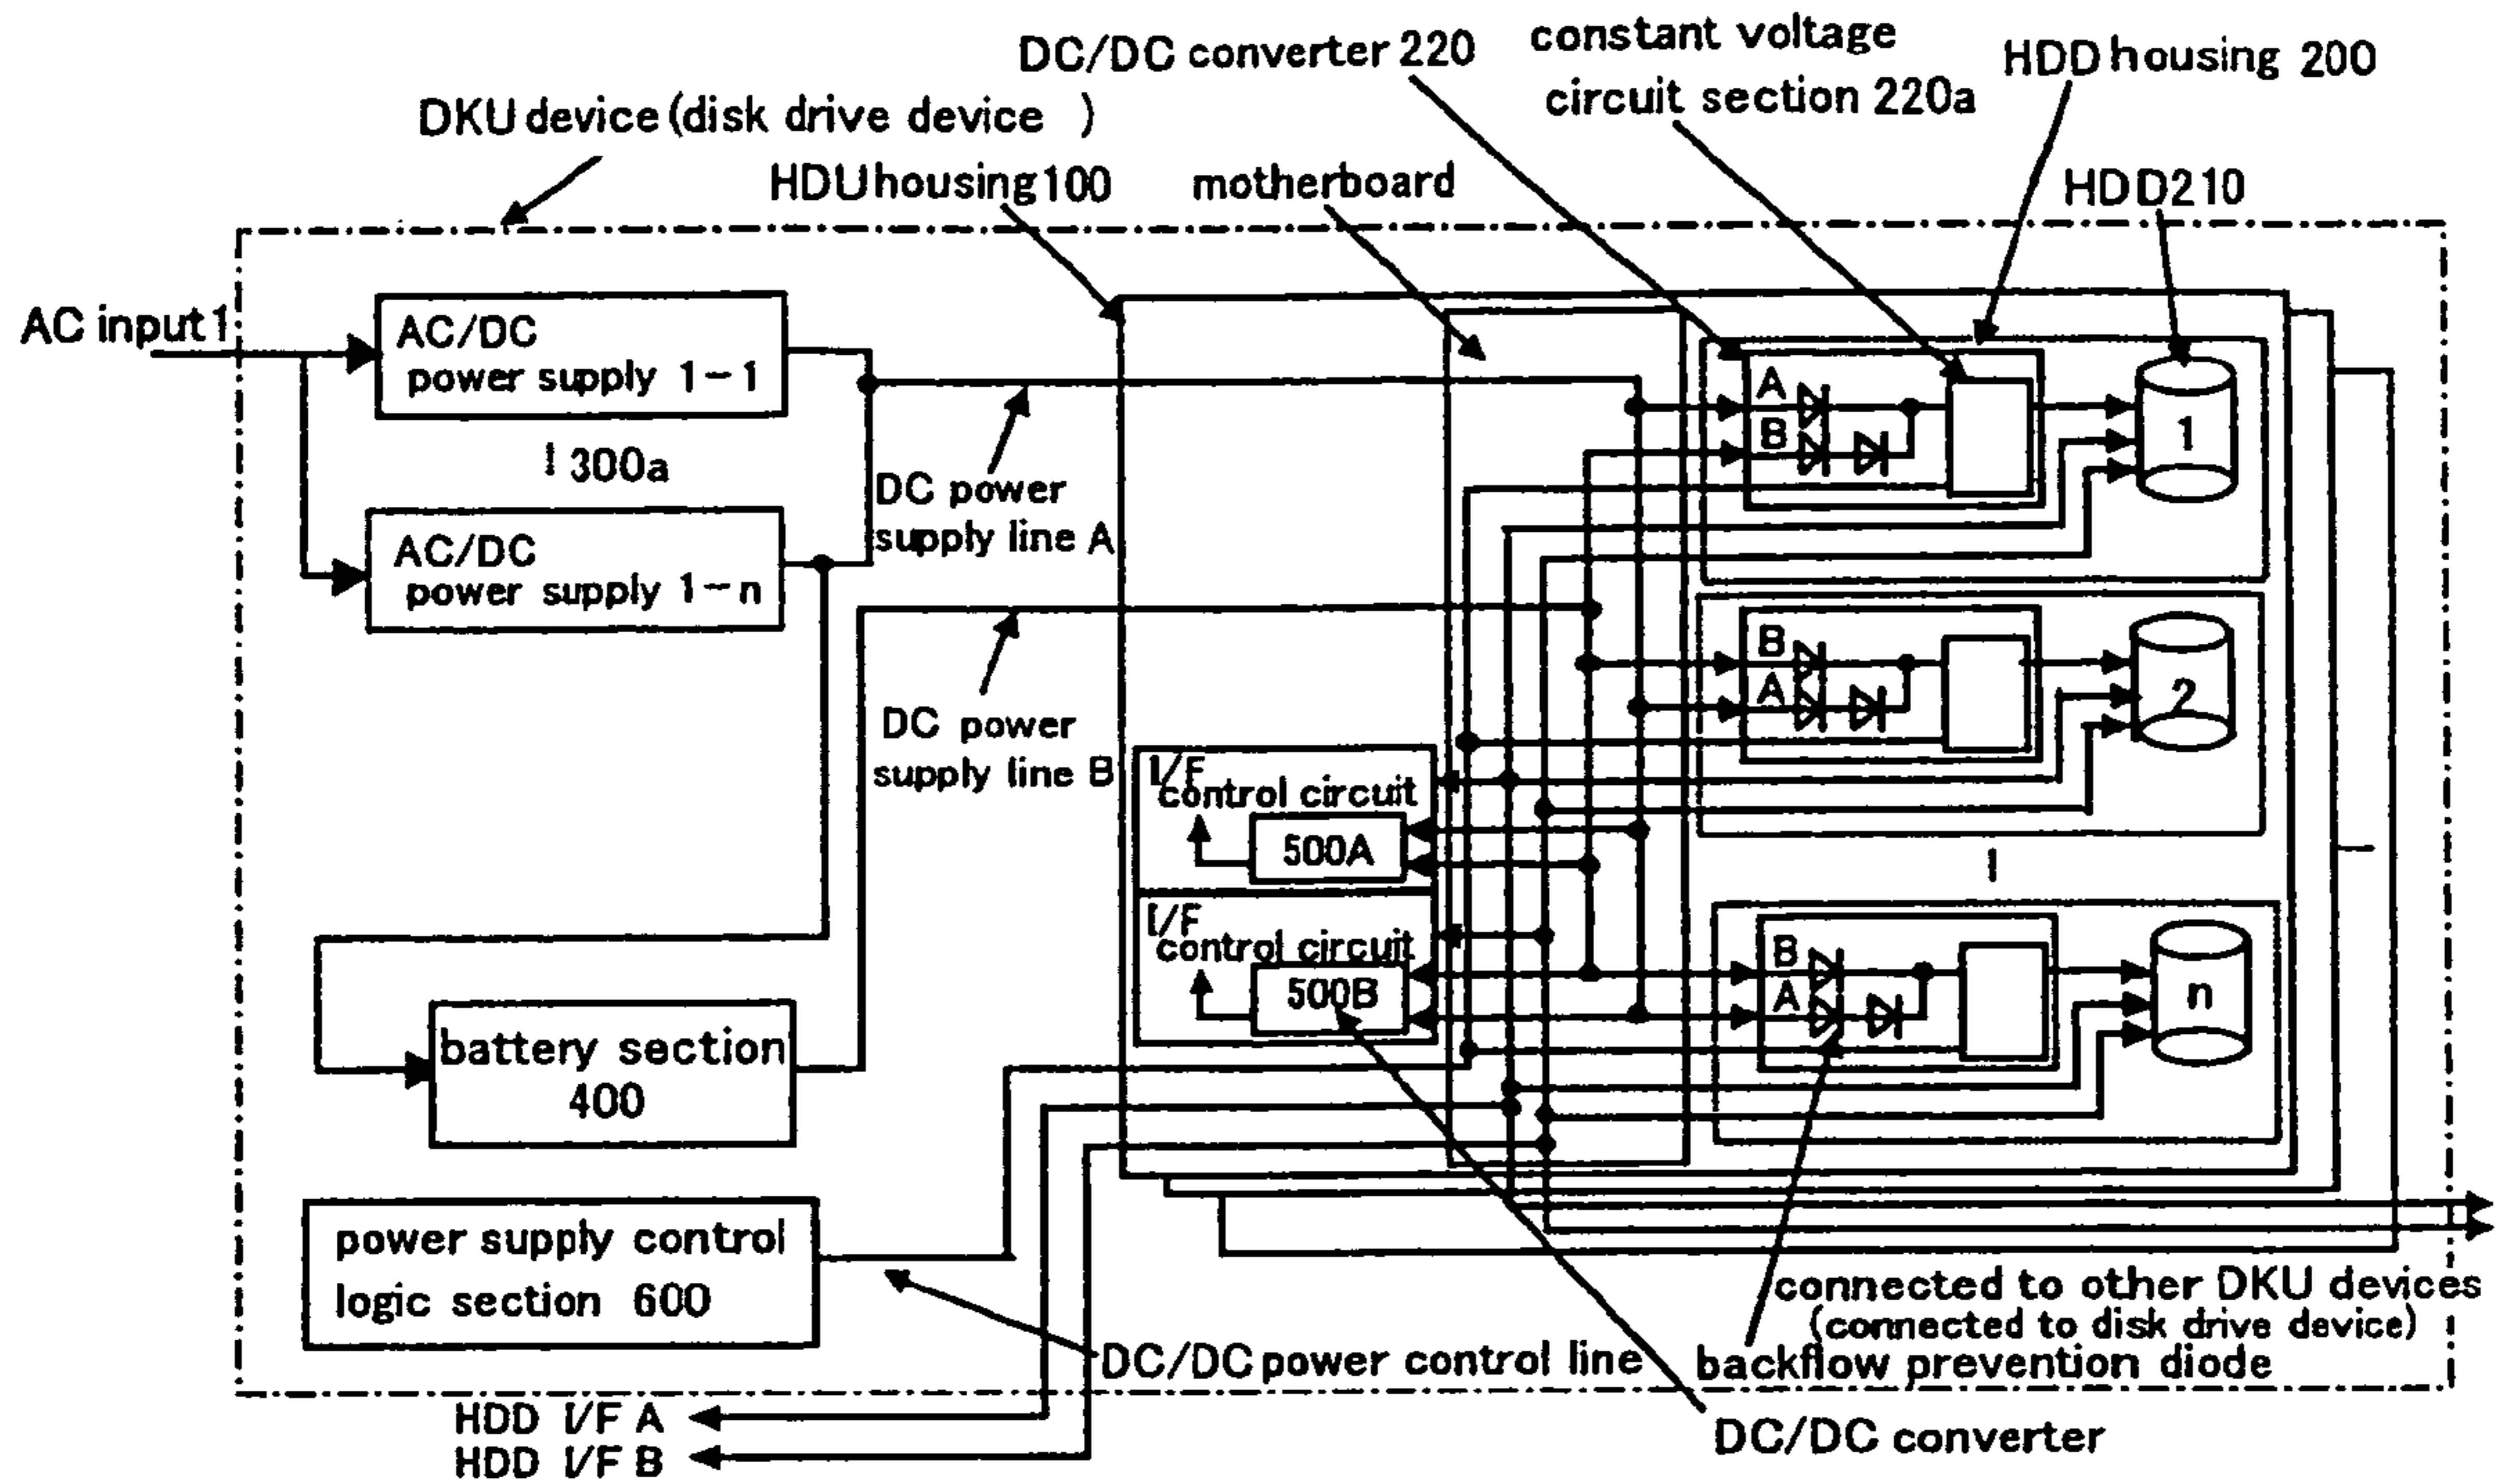 DC/DC converter 220
constant voltage
circuit section 220a
HDD housing 200
DKU device (disk drive device )
HDU housing 100
motherboard
HDD210
AC input1
AC/DC
power supply 1-1
300a
AC/DC
power supply 1-n
DC power
supply line A
DC power
supply line B
A
B
1
B
A
2
I/F
control circuit
500A
I/F
control circuit
500B
B
A
n
battery section
400
power supply control
logic section 600
connected to other DKU devices
(connected to disk drive device)
DC/DC power control line
backflow prevention diode
HDD I/F A
HDD I/F B
DC/DC converter